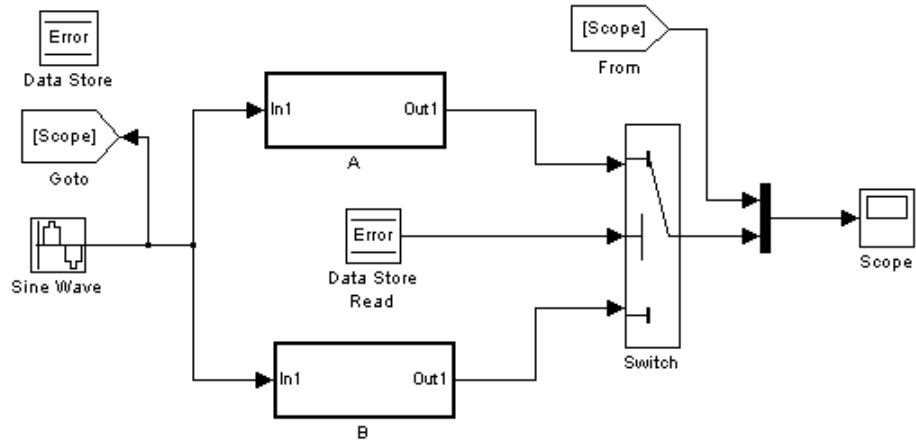 Error
Data Store
[Scope]
From
In1
Out1
A
[Scope]
Goto
Sine Wave
Error
Data Store
Read
Switch
Scope
In1
Out1
B